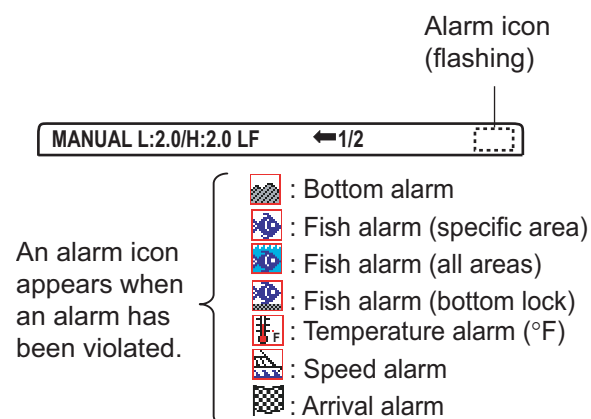 Alarm icon
(flashing)
MANUAL L:2.0/H:2.0 LF ⬅1/2
: Bottom alarm
: Fish alarm (specific area)
: Fish alarm (all areas)
: Fish alarm (bottom lock)
F : Temperature alarm (°F)
: Speed alarm
: Arrival alarm
An alarm icon
appears when
an alarm has
been violated.